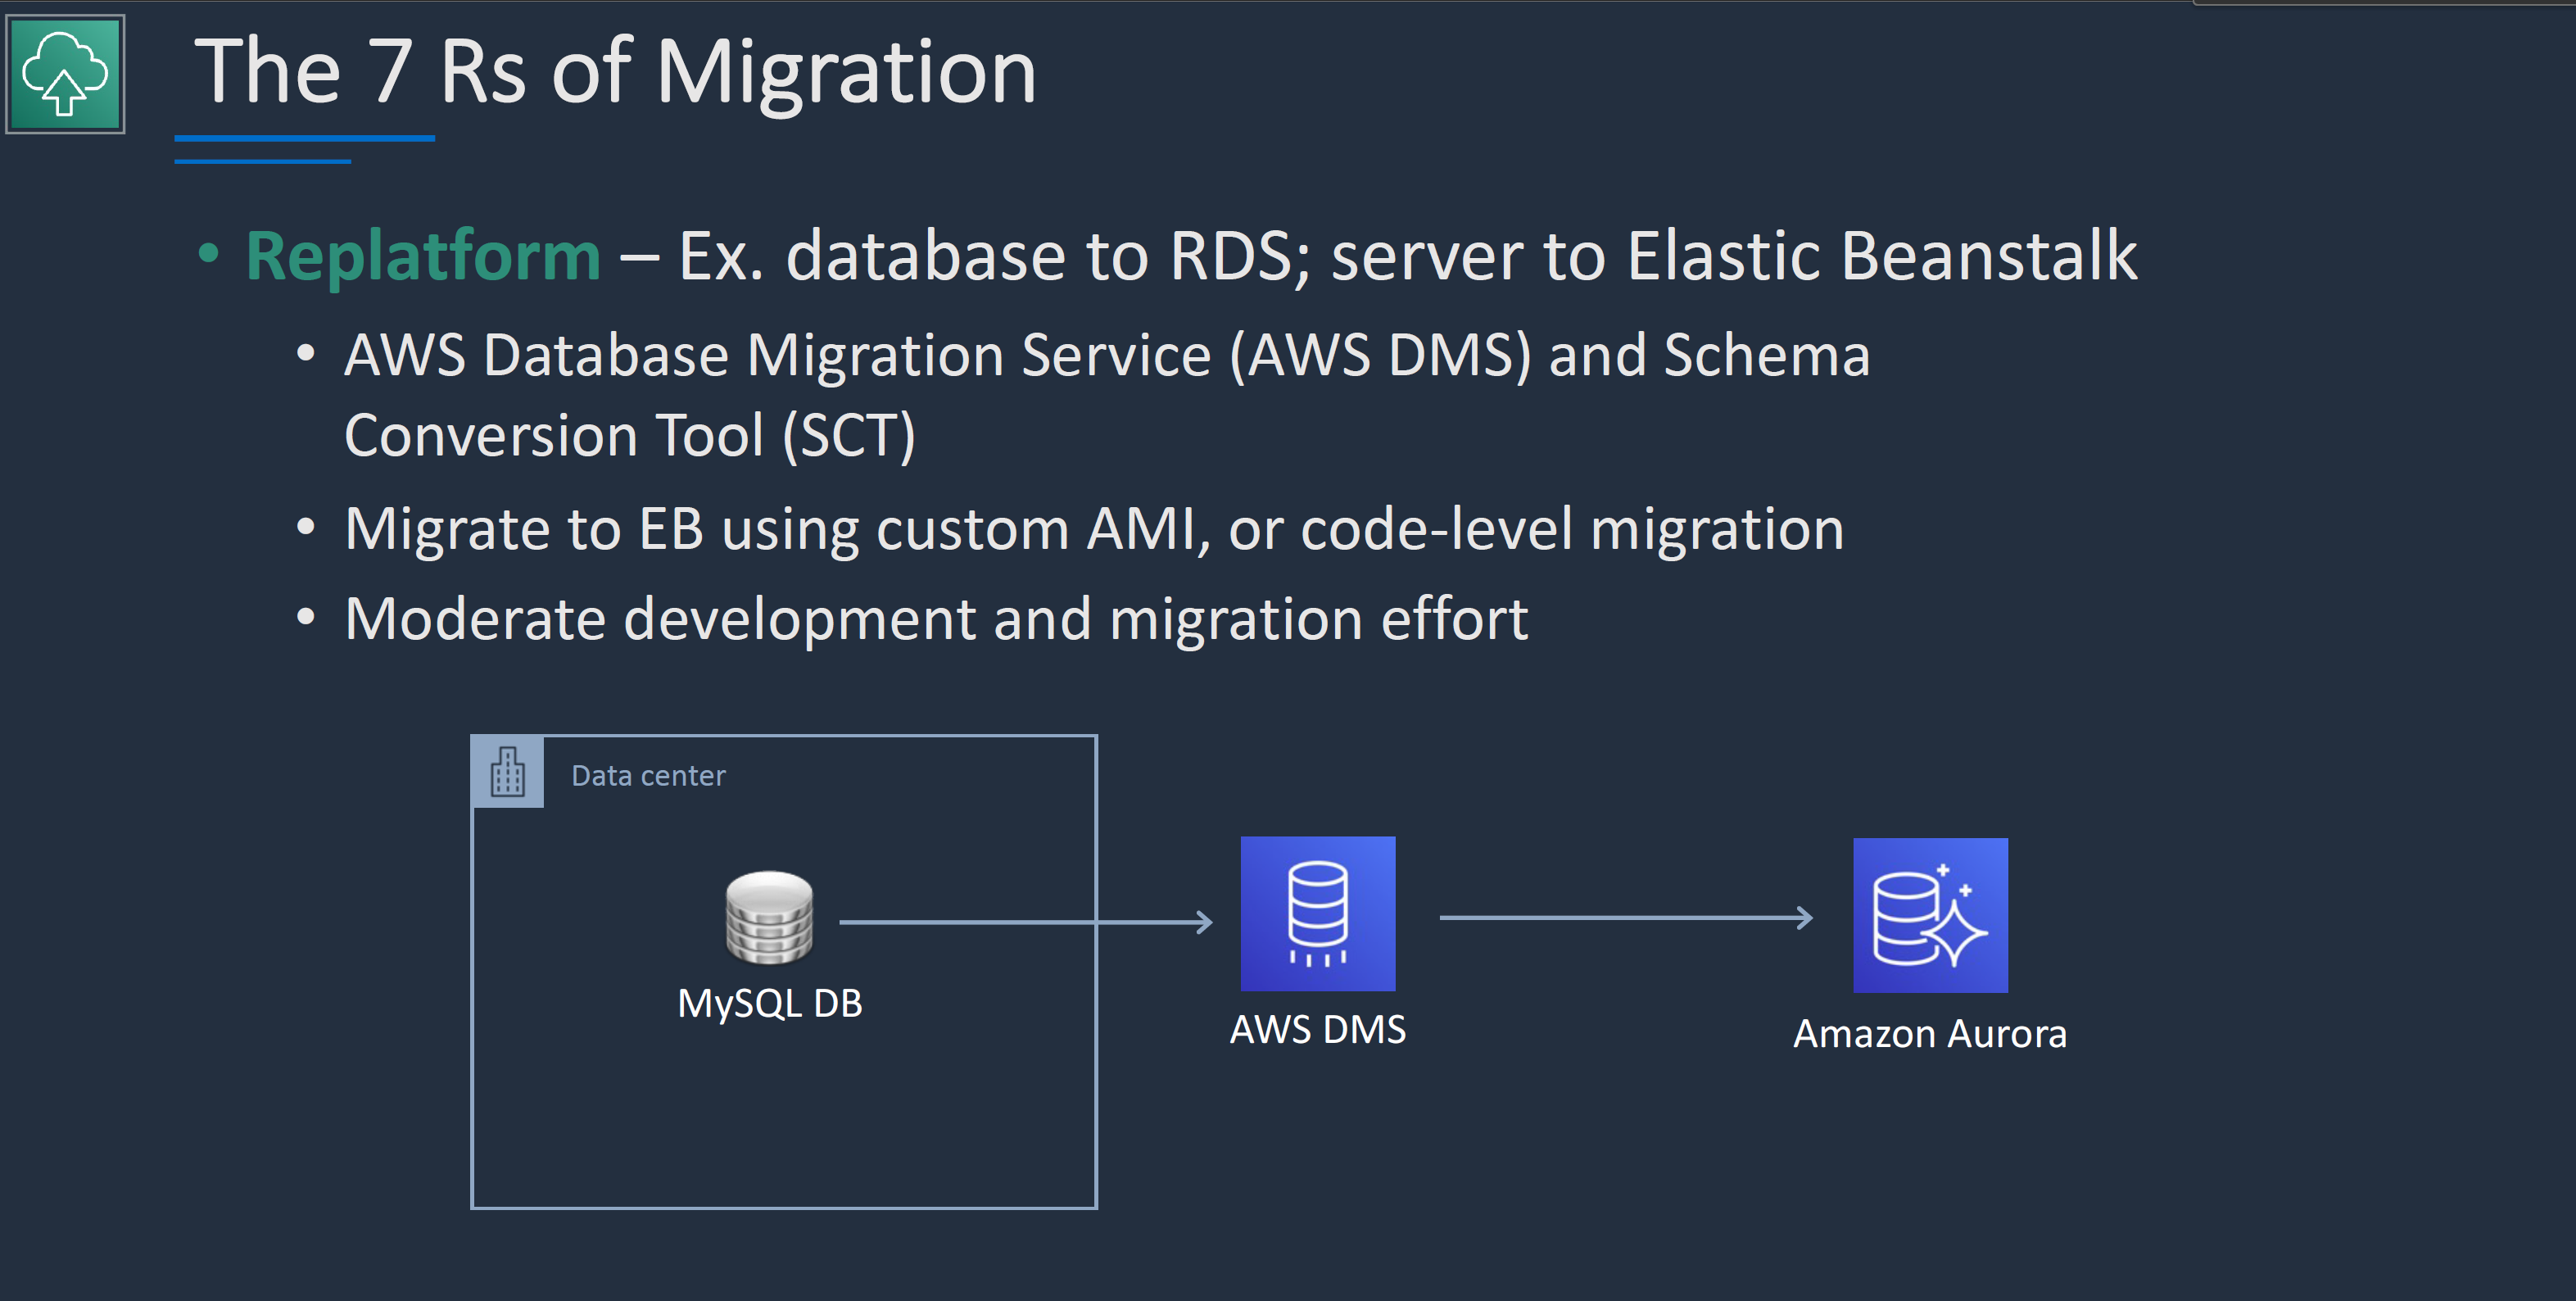 The 7 Rs of Migration
• Replatform – Ex. database to RDS; server to Elastic Beanstalk
• AWS Database Migration Service (AWS DMS) and Schema
Conversion Tool (SCT)
• Migrate to EB using custom AMI, or code-level migration
• Moderate development and migration effort
Data center
MySQL DB
AWS DMS
Amazon Aurora